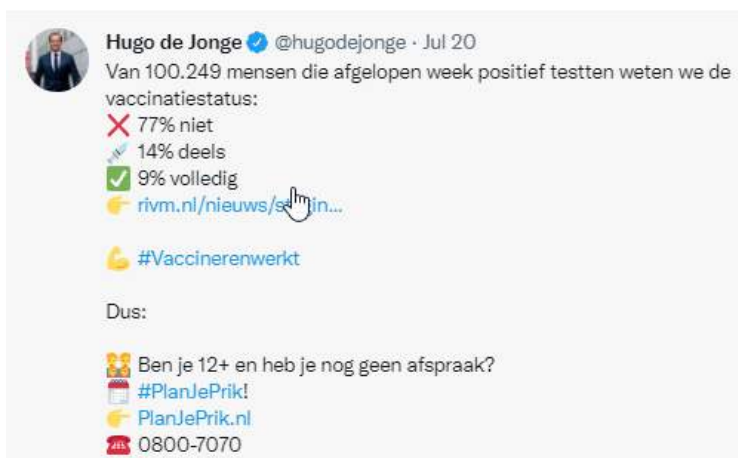 Hugo de Jonge @hugodejonge · Jul 20
Van 100.249 mensen die afgelopen week positief testten weten we de
vaccinatiestatus:
❌ 77% niet
💉 14% deels
✅ 9% volledig
👉 rivm.nl/nieuws/
💪 #Vaccinerenwerkt
Dus:
👫 Ben je 12+ en heb je nog geen afspraak?
🗓 #PlanJePrik!
👉 PlanJePrik.nl
☎️ 0800-7070